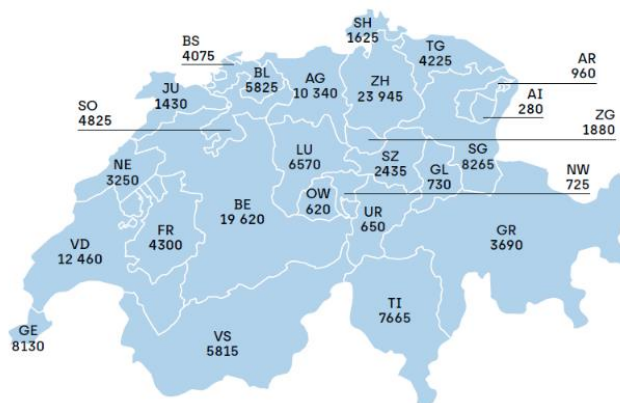 SH
1625
BS
4075
TG
4225
AR
960
BL
5825
AG
10 340
ZH
23 945
JU
1430
AI
280
SO
4825
ZG
1880
LU
6570
SZ
2435
GL
730
SG
8265
NE
3250
NW
725
OW
620
BE
19 620
UR
650
FR
4300
GR
3690
VD
12 460
TI
7665
GE
8130
VS
5815